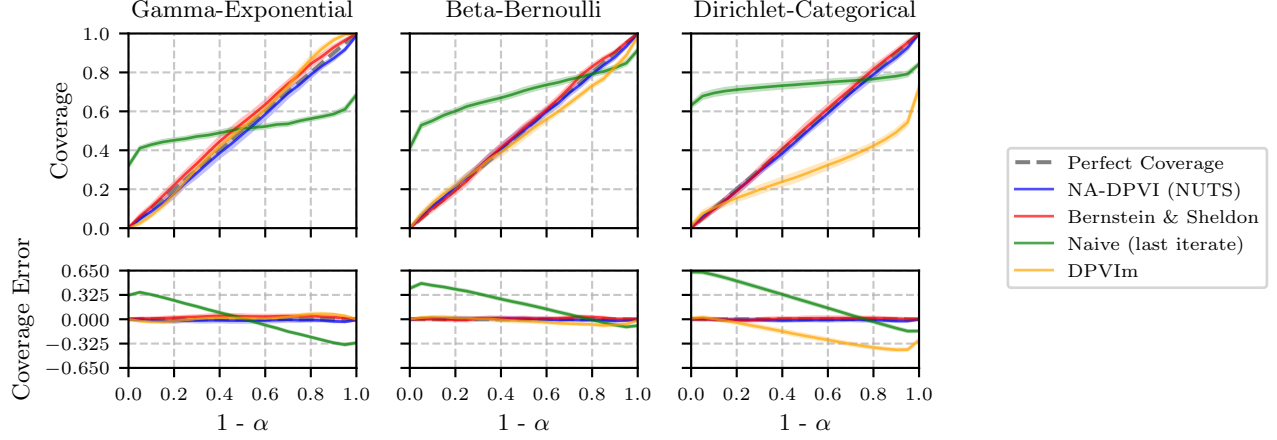 Gamma-Exponential
Beta-Bernoulli
Dirichlet-Categorical
Coverage
1.0
0.8
0.6
0.4
0.2
0.0
Perfect Coverage
NA-DPVI (NUTS)
Bernstein & Sheldon
Naive (last iterate)
DPVIm
Coverage Error
0.650
0.325
0.000
−0.325
−0.650
0.0 0.2 0.4 0.6 0.8 1.0
0.0 0.2 0.4 0.6 0.8 1.0
0.0 0.2 0.4 0.6 0.8 1.0
1 - α
1 - α
1 - α